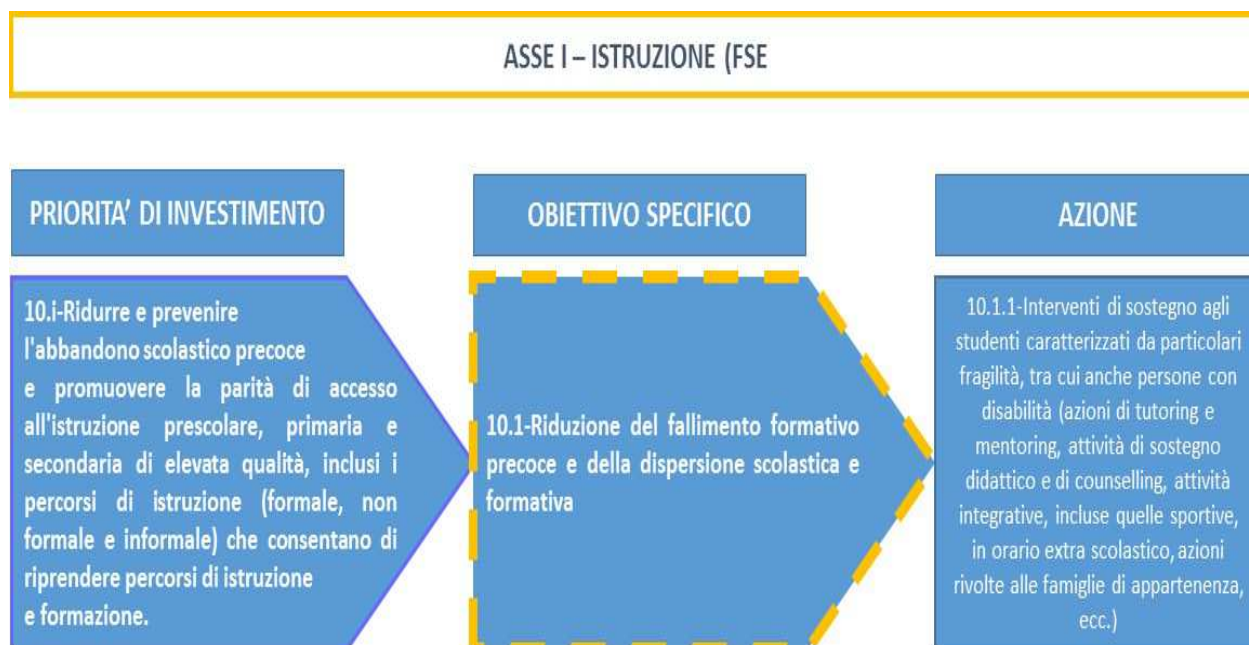 ASSE I – ISTRUZIONE (FSE
PRIORITA' DI INVESTIMENTO
10.i-Ridurre e prevenire
l'abbandono scolastico precoce
e promuovere la parità di accesso
all'istruzione prescolare, primaria e
secondaria di elevata qualità, inclusi i
percorsi di istruzione (formale, non
formale e informale) che consentano di
riprendere percorsi di istruzione
e formazione.
OBIETTIVO SPECIFICO
10.1-Riduzione del fallimento formativo
precoce e della dispersione scolastica e
formativa
AZIONE
10.1.1-Interventi di sostegno agli
studenti caratterizzati da particolari
fragilità, tra cui anche persone con
disabilità (azioni di tutoring e
mentoring, attività di sostegno
didattico e di counselling, attività
integrative, incluse quelle sportive,
in orario extra scolastico, azioni
rivolte alle famiglie di appartenenza,
ecc.)